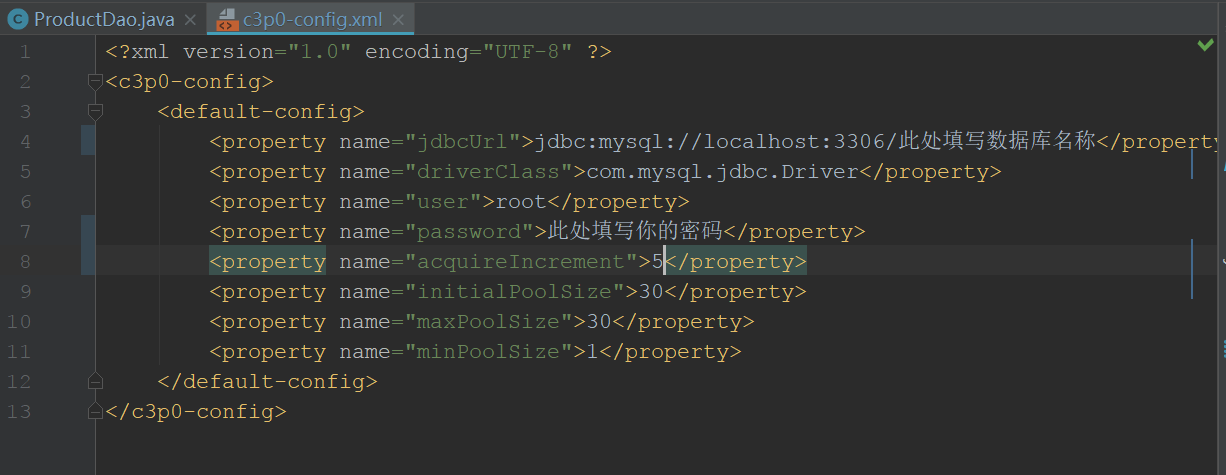 ProductDao.java
c3p0-config.xml
1 <?xml version="1.0" encoding="UTF-8" ?>
2 <c3p0-config>
3 <default-config>
4 <property name="jdbcUrl">jdbc:mysql://localhost:3306/此处填写数据库名称</property
5 <property name="driverClass">com.mysql.jdbc.Driver</property>
6 <property name="user">root</property>
7 <property name="password">此处填写你的密码</property>
8 <property name="acquireIncrement">5</property>
9 <property name="initialPoolSize">30</property>
10 <property name="maxPoolSize">30</property>
11 <property name="minPoolSize">1</property>
12 </default-config>
13 </c3p0-config>